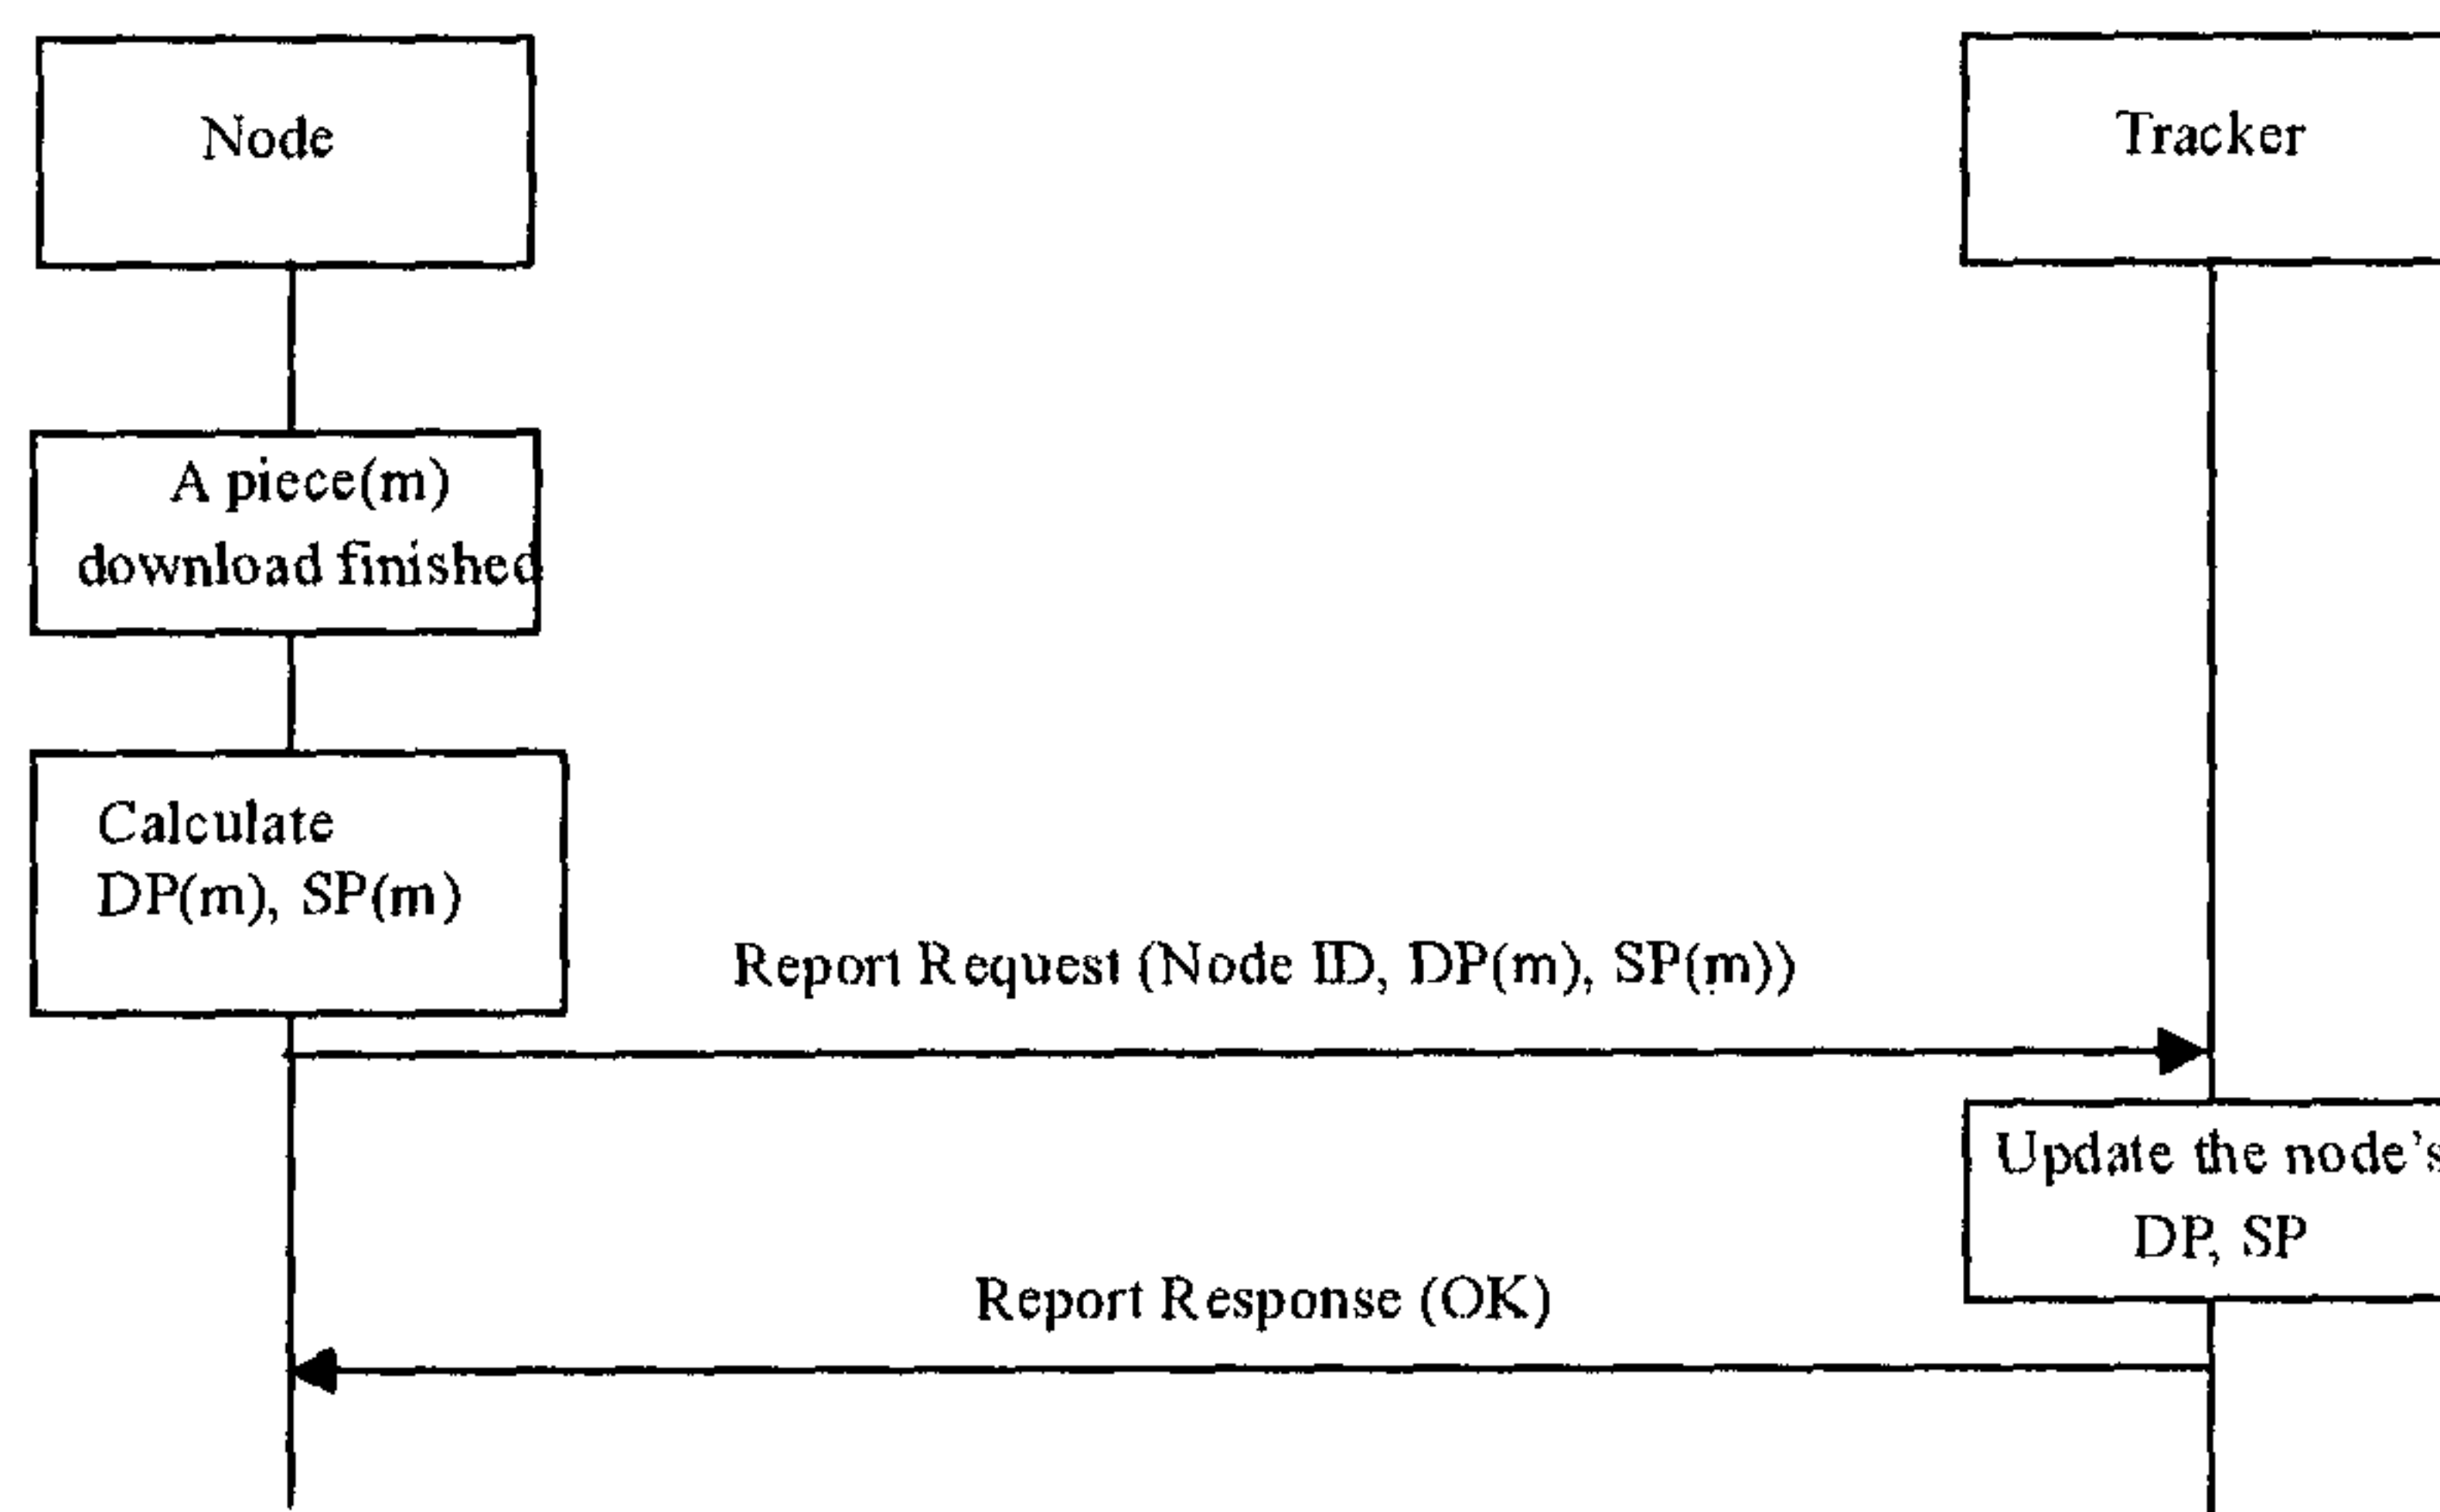 Node
Tracker
A piece(m)
download finished
Calculate
DP(m), SP(m)
Report Request (Node ID, DP(m), SP(m))
Update the node's
DP, SP
Report Response (OK)